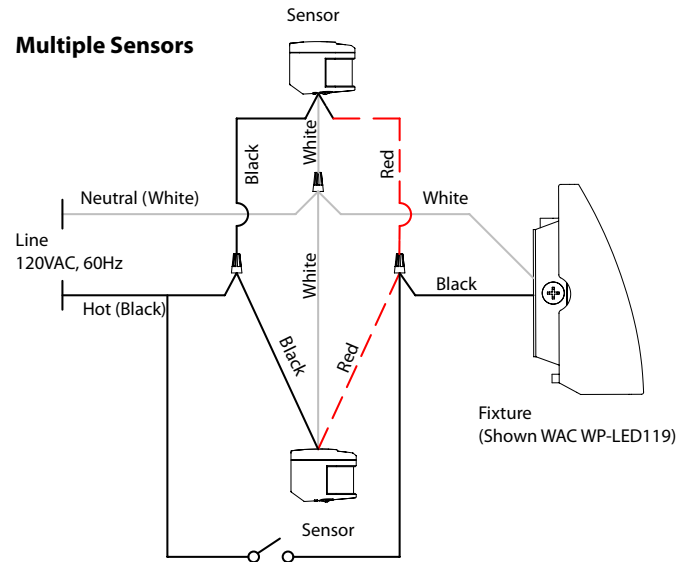 Sensor
Multiple Sensors
Black
White
Red
Neutral (White)
White
Line
120VAC, 60Hz
Hot (Black)
White
Black
Black
Red
Fixture
(Shown WAC WP-LED119)
Sensor